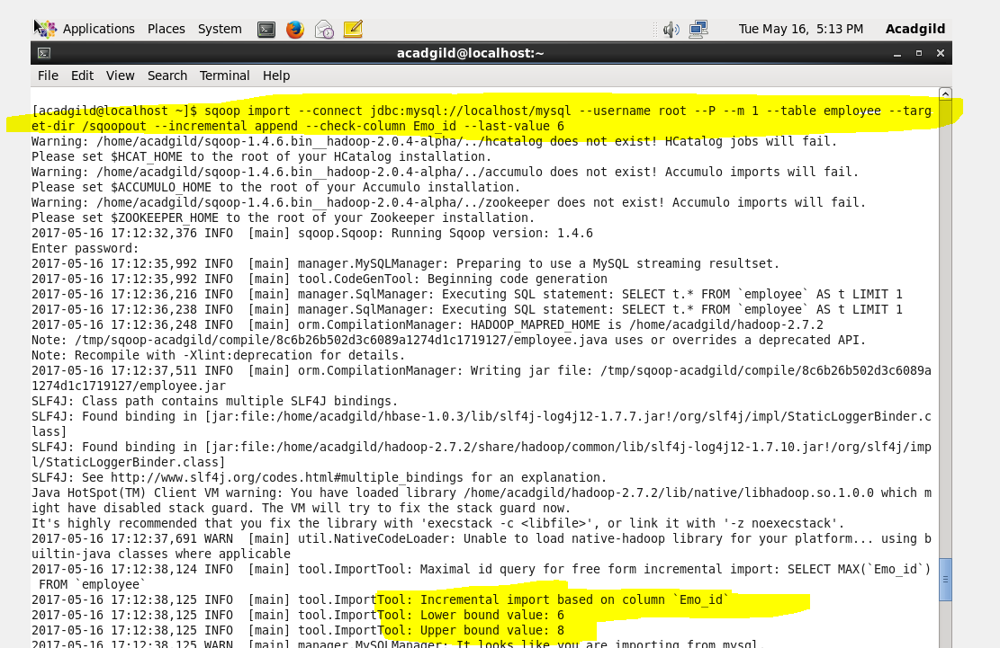 Applications Places System Tue May 16, 5:13 PM Acadgild
acadgild@localhost:~
File Edit View Search Terminal Help
[acadgild@localhost ~]$ sqoop import --connect jdbc:mysql://localhost/mysql --username root --P --m 1 --table employee --targ
et-dir /sqoopout --incremental append --check-column Emo_id --last-value 6
Warning: /home/acadgild/sqoop-1.4.6.bin__hadoop-2.0.4-alpha/../hcatalog does not exist! HCatalog jobs will fail.
Please set $HCAT_HOME to the root of your HCatalog installation.
Warning: /home/acadgild/sqoop-1.4.6.bin__hadoop-2.0.4-alpha/../accumulo does not exist! Accumulo imports will fail.
Please set $ACCUMULO_HOME to the root of your Accumulo installation.
Warning: /home/acadgild/sqoop-1.4.6.bin__hadoop-2.0.4-alpha/../zookeeper does not exist! Accumulo imports will fail.
Please set $ZOOKEEPER_HOME to the root of your Zookeeper installation.
2017-05-16 17:12:32,376 INFO  [main] sqoop.Sqoop: Running Sqoop version: 1.4.6
Enter password:
2017-05-16 17:12:35,992 INFO  [main] manager.MySQLManager: Preparing to use a MySQL streaming resultset.
2017-05-16 17:12:35,992 INFO  [main] tool.CodeGenTool: Beginning code generation
2017-05-16 17:12:36,216 INFO  [main] manager.SqlManager: Executing SQL statement: SELECT t.* FROM `employee` AS t LIMIT 1
2017-05-16 17:12:36,238 INFO  [main] manager.SqlManager: Executing SQL statement: SELECT t.* FROM `employee` AS t LIMIT 1
2017-05-16 17:12:36,248 INFO  [main] orm.CompilationManager: HADOOP_MAPRED_HOME is /home/acadgild/hadoop-2.7.2
Note: /tmp/sqoop-acadgild/compile/8c6b26b502d3c6089a1274d1c1719127/employee.java uses or overrides a deprecated API.
Note: Recompile with -Xlint:deprecation for details.
2017-05-16 17:12:37,511 INFO  [main] orm.CompilationManager: Writing jar file: /tmp/sqoop-acadgild/compile/8c6b26b502d3c6089a
1274d1c1719127/employee.jar
SLF4J: Class path contains multiple SLF4J bindings.
SLF4J: Found binding in [jar:file:/home/acadgild/hbase-1.0.3/lib/slf4j-log4j12-1.7.7.jar!/org/slf4j/impl/StaticLoggerBinder.c
lass]
SLF4J: Found binding in [jar:file:/home/acadgild/hadoop-2.7.2/share/hadoop/common/lib/slf4j-log4j12-1.7.10.jar!/org/slf4j/imp
l/StaticLoggerBinder.class]
SLF4J: See http://www.slf4j.org/codes.html#multiple_bindings for an explanation.
Java HotSpot(TM) Client VM warning: You have loaded library /home/acadgild/hadoop-2.7.2/lib/native/libhadoop.so.1.0.0 which m
ight have disabled stack guard. The VM will try to fix the stack guard now.
It's highly recommended that you fix the library with 'execstack -c <libfile>', or link it with '-z noexecstack'.
2017-05-16 17:12:37,691 WARN  [main] util.NativeCodeLoader: Unable to load native-hadoop library for your platform... using b
uiltin-java classes where applicable
2017-05-16 17:12:38,124 INFO  [main] tool.ImportTool: Maximal id query for free form incremental import: SELECT MAX(`Emo_id`)
 FROM `employee`
2017-05-16 17:12:38,125 INFO  [main] tool.ImportTool: Incremental import based on column `Emo_id`
2017-05-16 17:12:38,125 INFO  [main] tool.ImportTool: Lower bound value: 6
2017-05-16 17:12:38,125 INFO  [main] tool.ImportTool: Upper bound value: 8
2017-05-16 17:12:38,125 WARN  [main] manager.MySQLManager: It looks like you are importing from mysql.